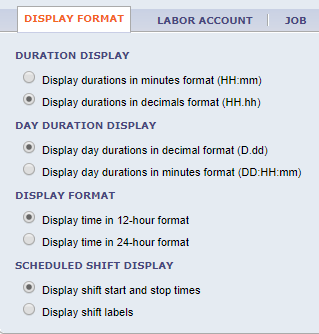 DISPLAY FORMAT LABOR ACCOUNT JOB
DURATION DISPLAY
Display durations in minutes format (HH:mm)
Display durations in decimals format (HH.hh)
DAY DURATION DISPLAY
Display day durations in decimal format (D.dd)
Display day durations in minutes format (DD:HH:mm)
DISPLAY FORMAT
Display time in 12-hour format
Display time in 24-hour format
SCHEDULED SHIFT DISPLAY
Display shift start and stop times
Display shift labels